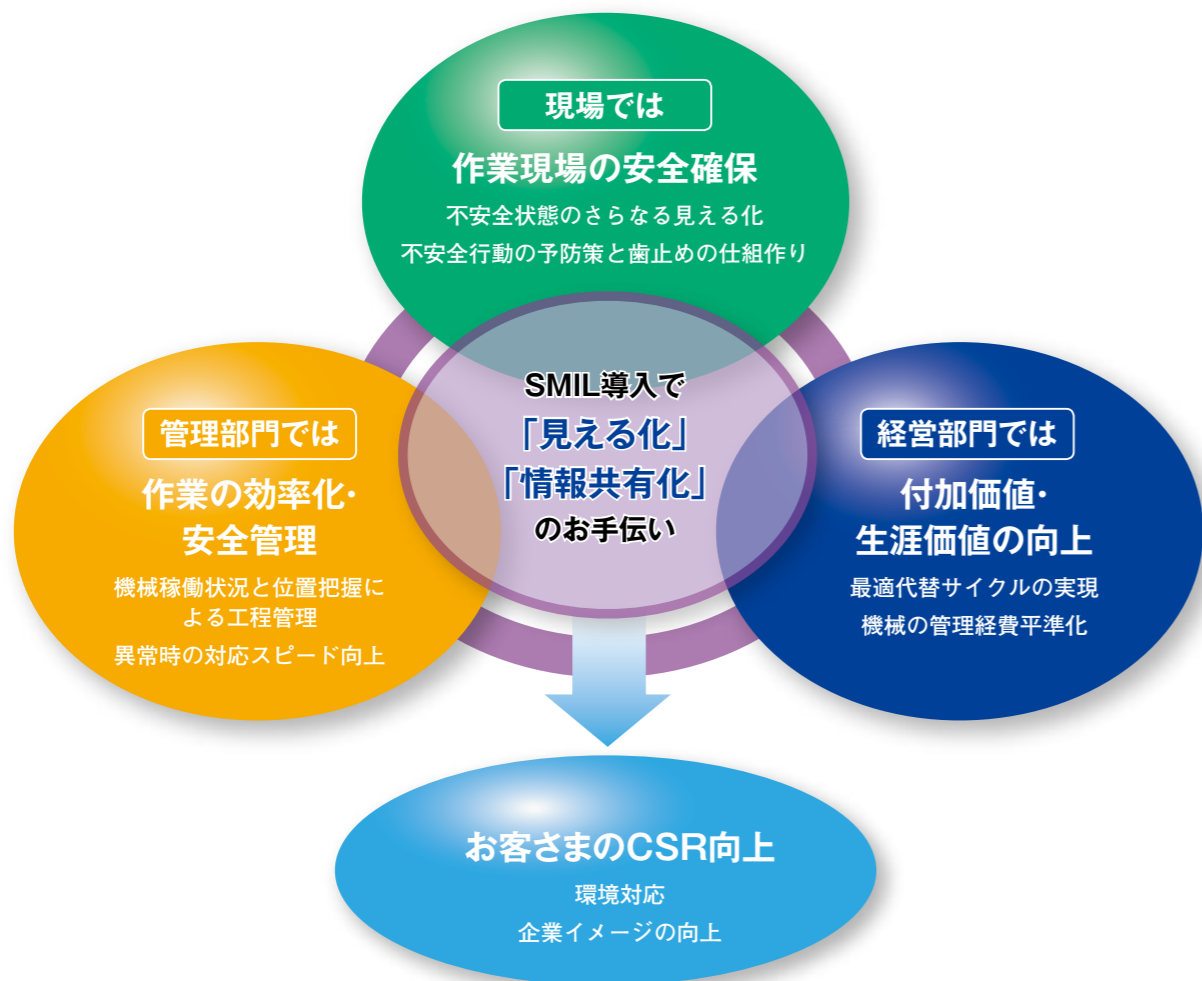 現場では
作業現場の安全確保
不安全状態のさらなる見える化
不安全行動の予防策と歯止めの仕組作り
SMIL導入で
「見える化」
「情報共有化」
のお手伝い
管理部門では
作業の効率化・
安全管理
機械稼働状況と位置把握に
よる工程管理
異常時の対応スピード向上
経営部門では
付加価値・
生涯価値の向上
最適代替サイクルの実現
機械の管理経費平準化
お客さまのCSR向上
環境対応
企業イメージの向上